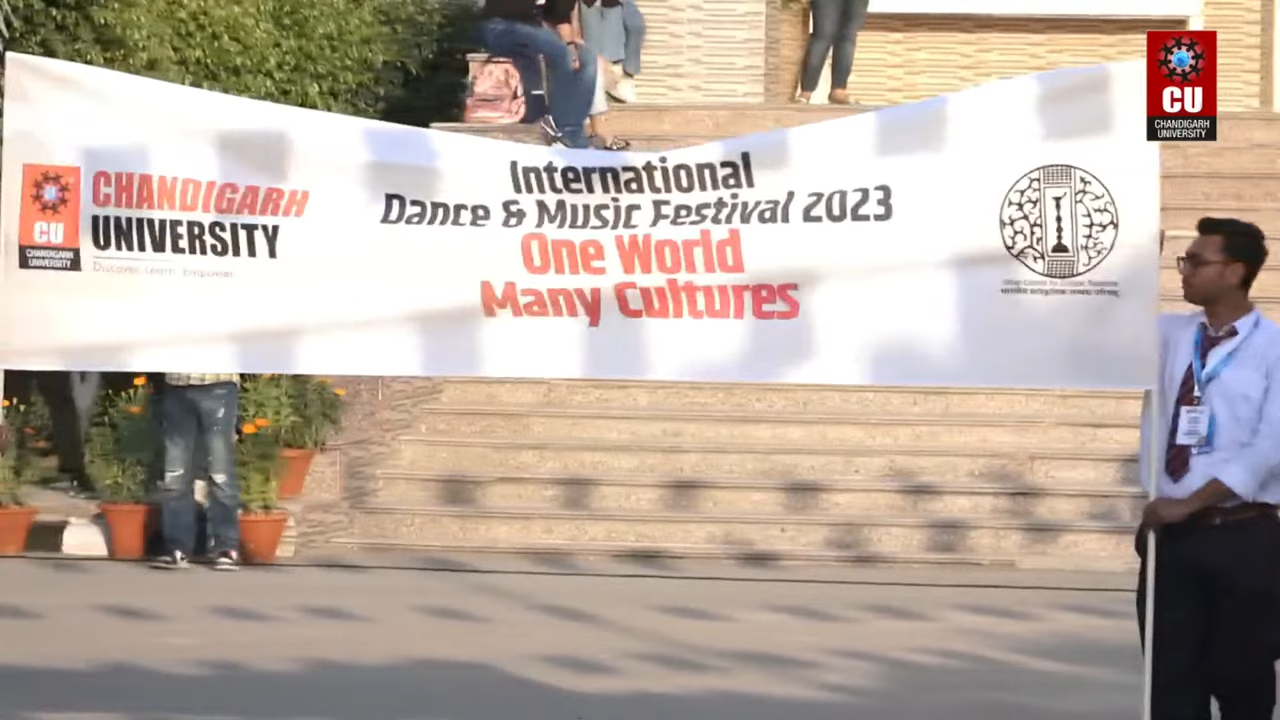 CU
CHANDIGARH
UNIVERSITY
CU
CHANDIGARH
UNIVERSITY
CHANDIGARH
UNIVERSITY
Discover. Learn. Empower.
International
Dance & Music Festival 2023
One World
Many Cultures